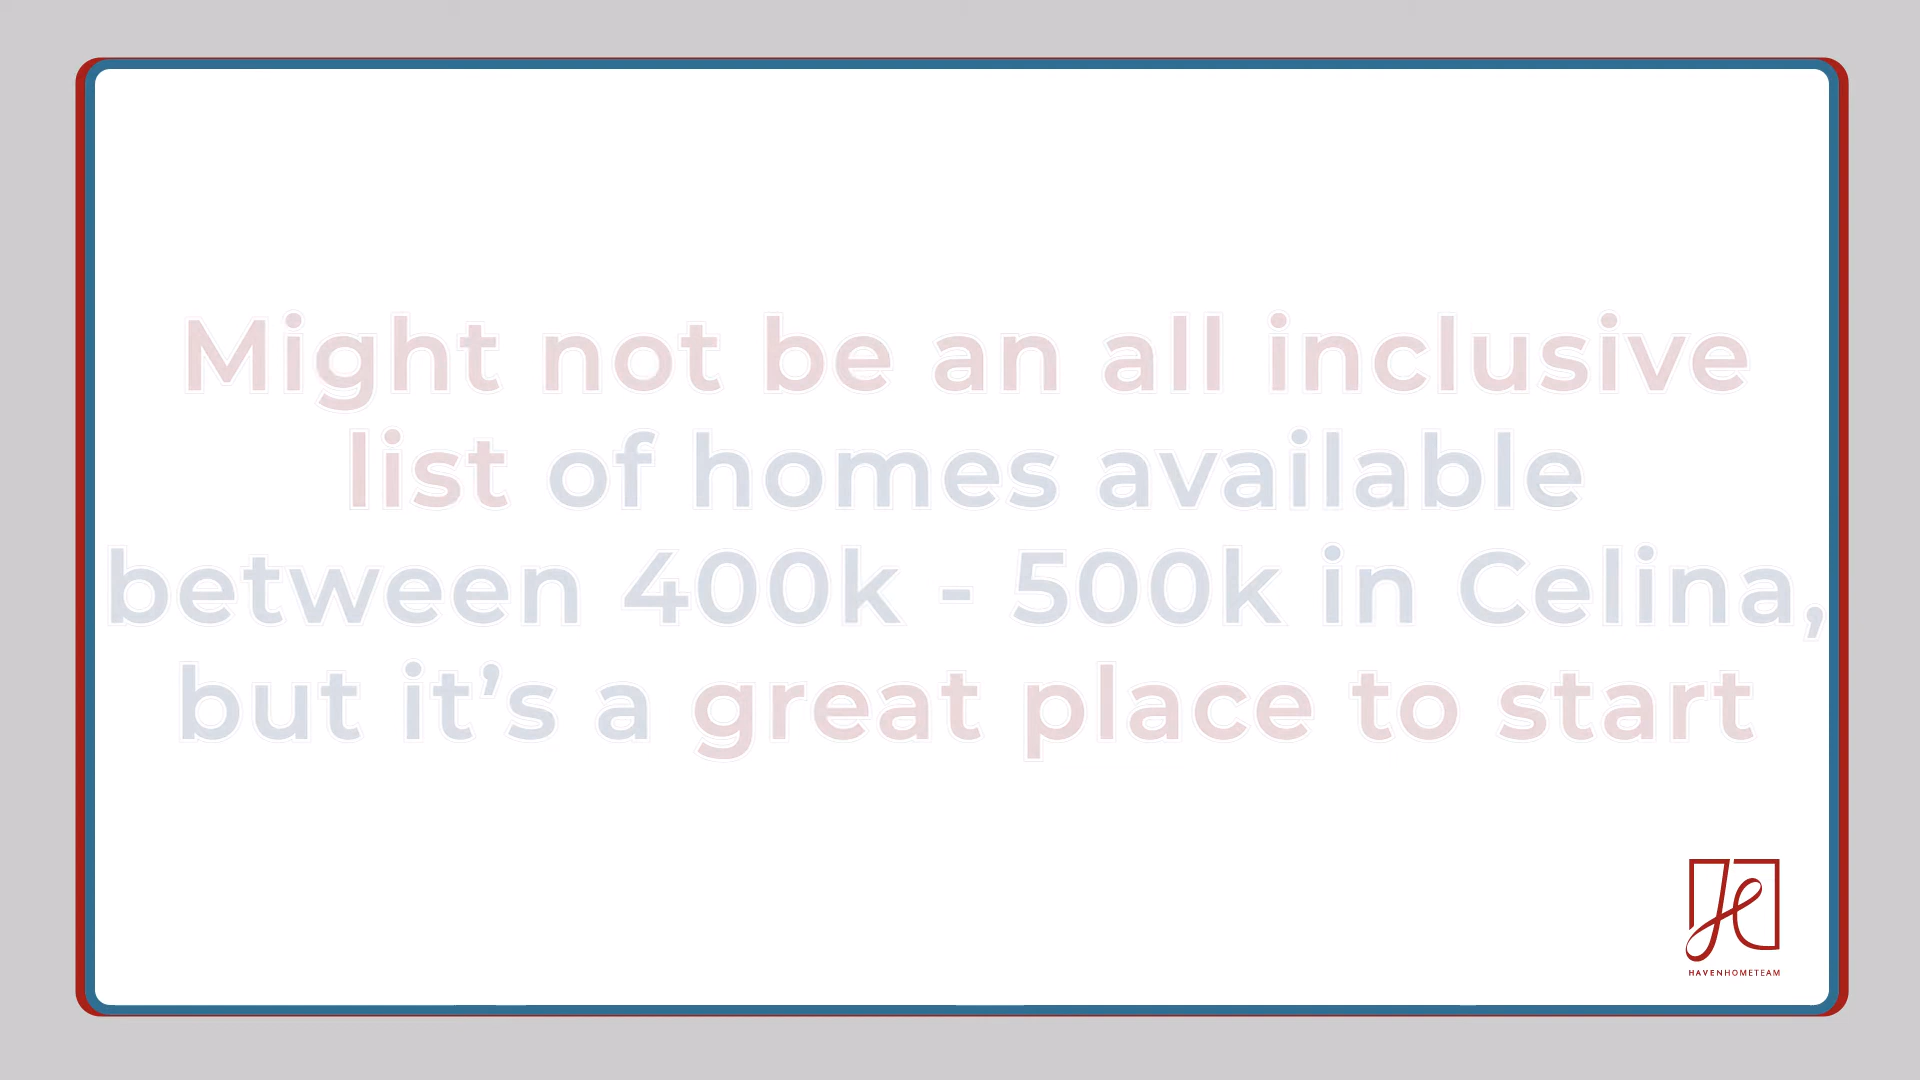 Might not be an all inclusive
list of homes available
between 400k - 500k in Celina,
but it’s a great place to start
HAVENHOMETEAM